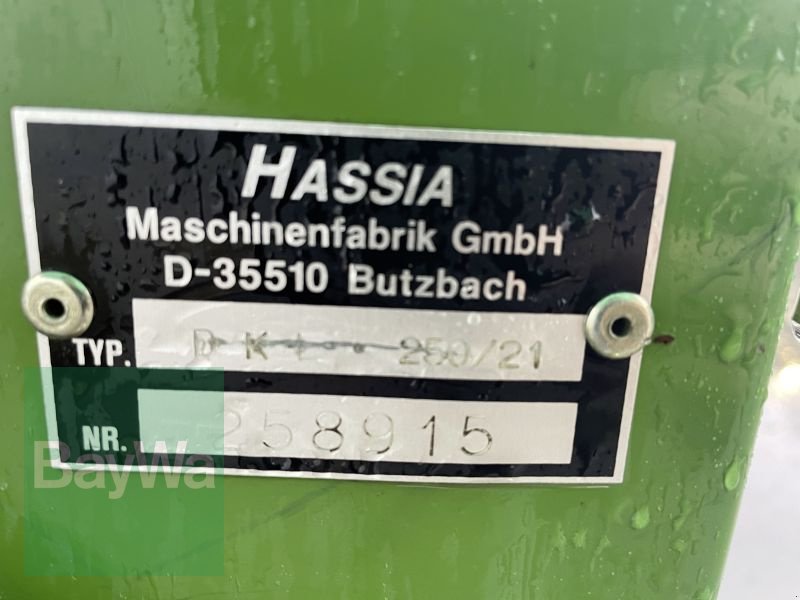 HASSIA
Maschinenfabrik GmbH
D-35510 Butzbach
TYP. D K L 250/21
NR. 258915
BayWa